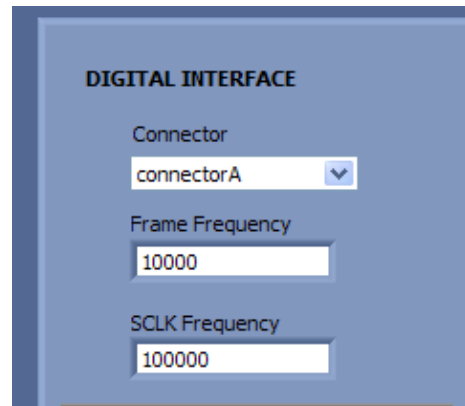 DIGITAL INTERFACE
Connector
connectorA
Frame Frequency
10000
SCLK Frequency
100000